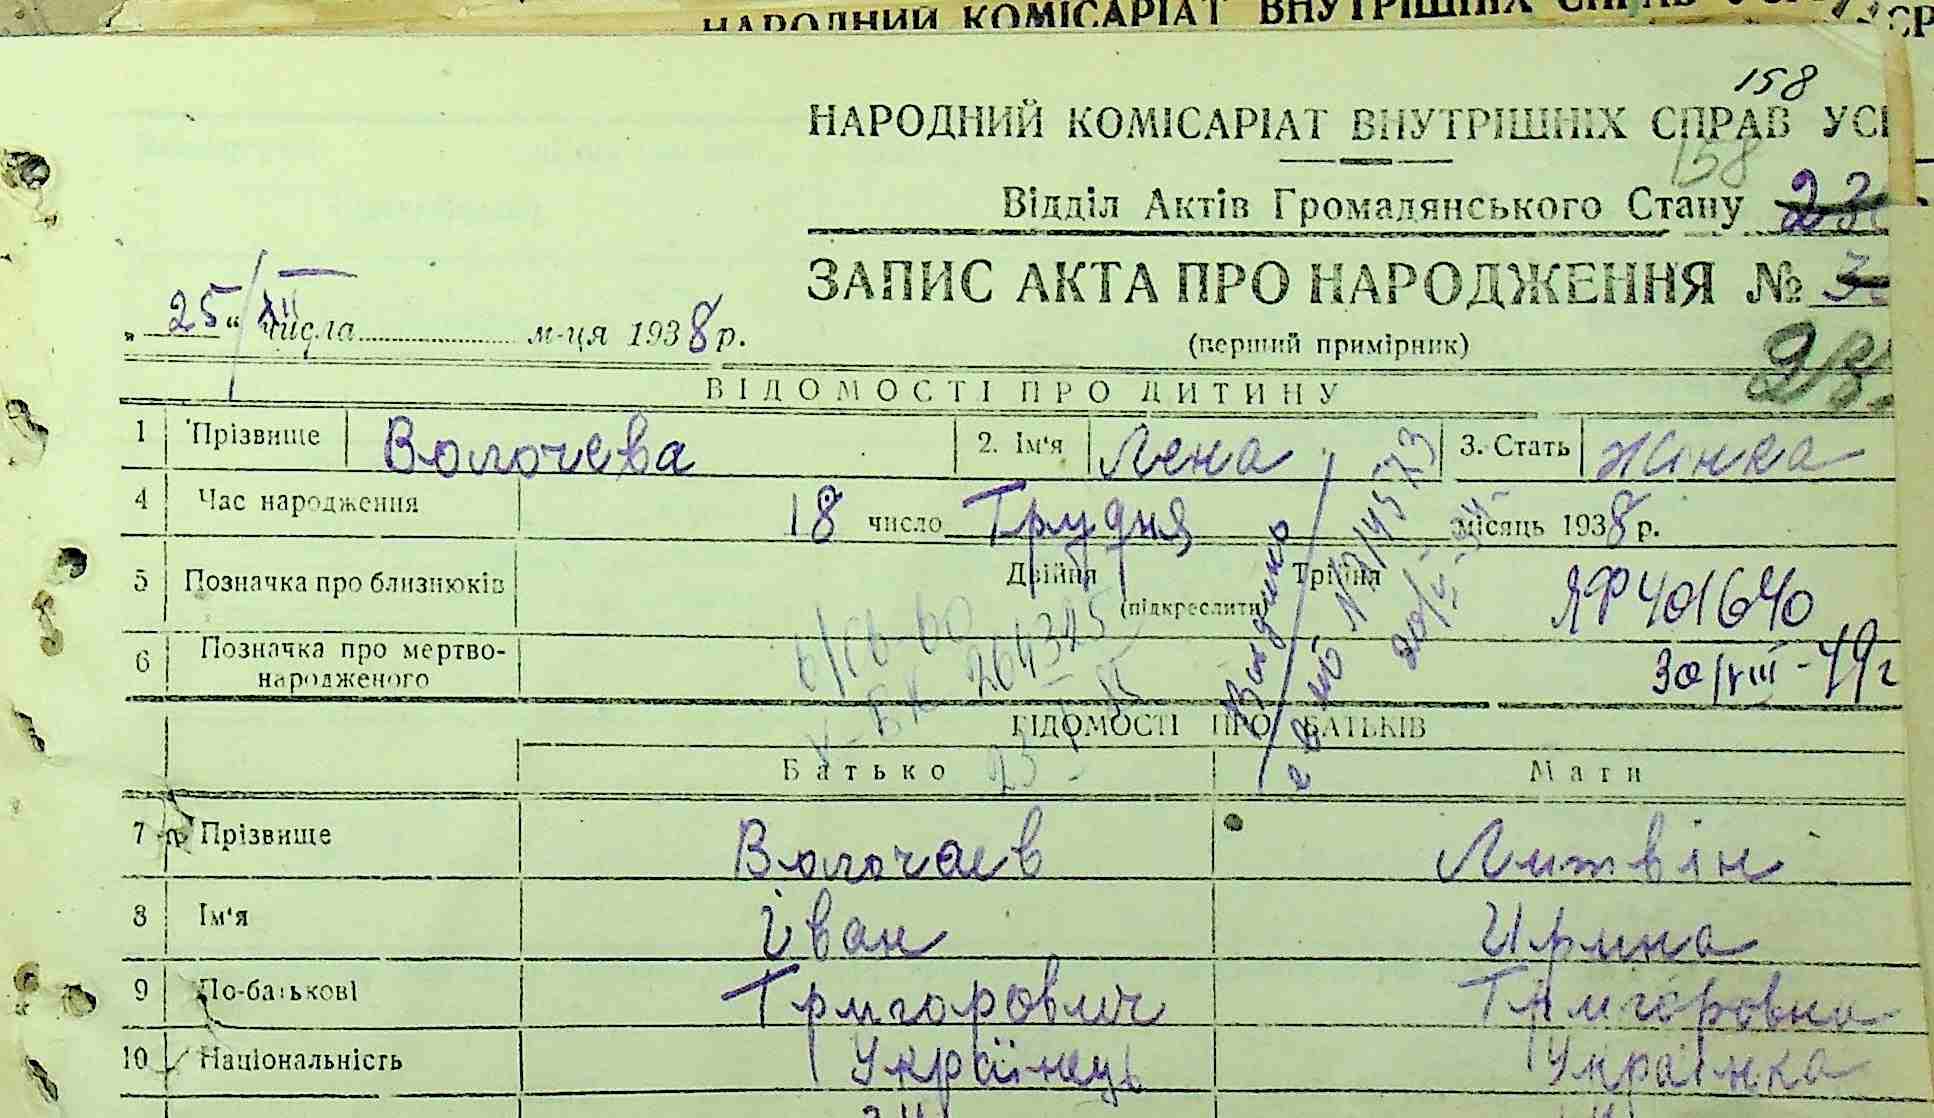 НАРОДНИЙ КОМІСАРІАТ ВНУТРІШНІХ СПРАВ
158
НАРОДНИЙ КОМІСАРІАТ ВНУТРІШНІХ СПРАВ УС
158
Відділ Актів Громадянського Стану
ЗАПИС АКТА ПРО НАРОДЖЕННЯ №
„25“ числа XII м-ця 1938 р.
(перший примірник)
ВІДОМОСТІ ПРО ДИТИНУ
1 Прізвище Волочева 2. Ім'я Лена 3. Стать Жінка
4 Час народження 18 число Грудня місяць 1938 р.
5 Позначка про близнюків Двійня Трійня
(підкреслити)
ЯФ 401640
6 Позначка про мертво-
народженого
30/VIII-49 г
ВІДОМОСТІ ПРО БАТЬКІВ
Батько Мати
7 Прізвище Волочаев Литвін
8 Ім'я Іван Ирина
9 По-батькові Григорович Григоровна
10 Національність Українець Українка